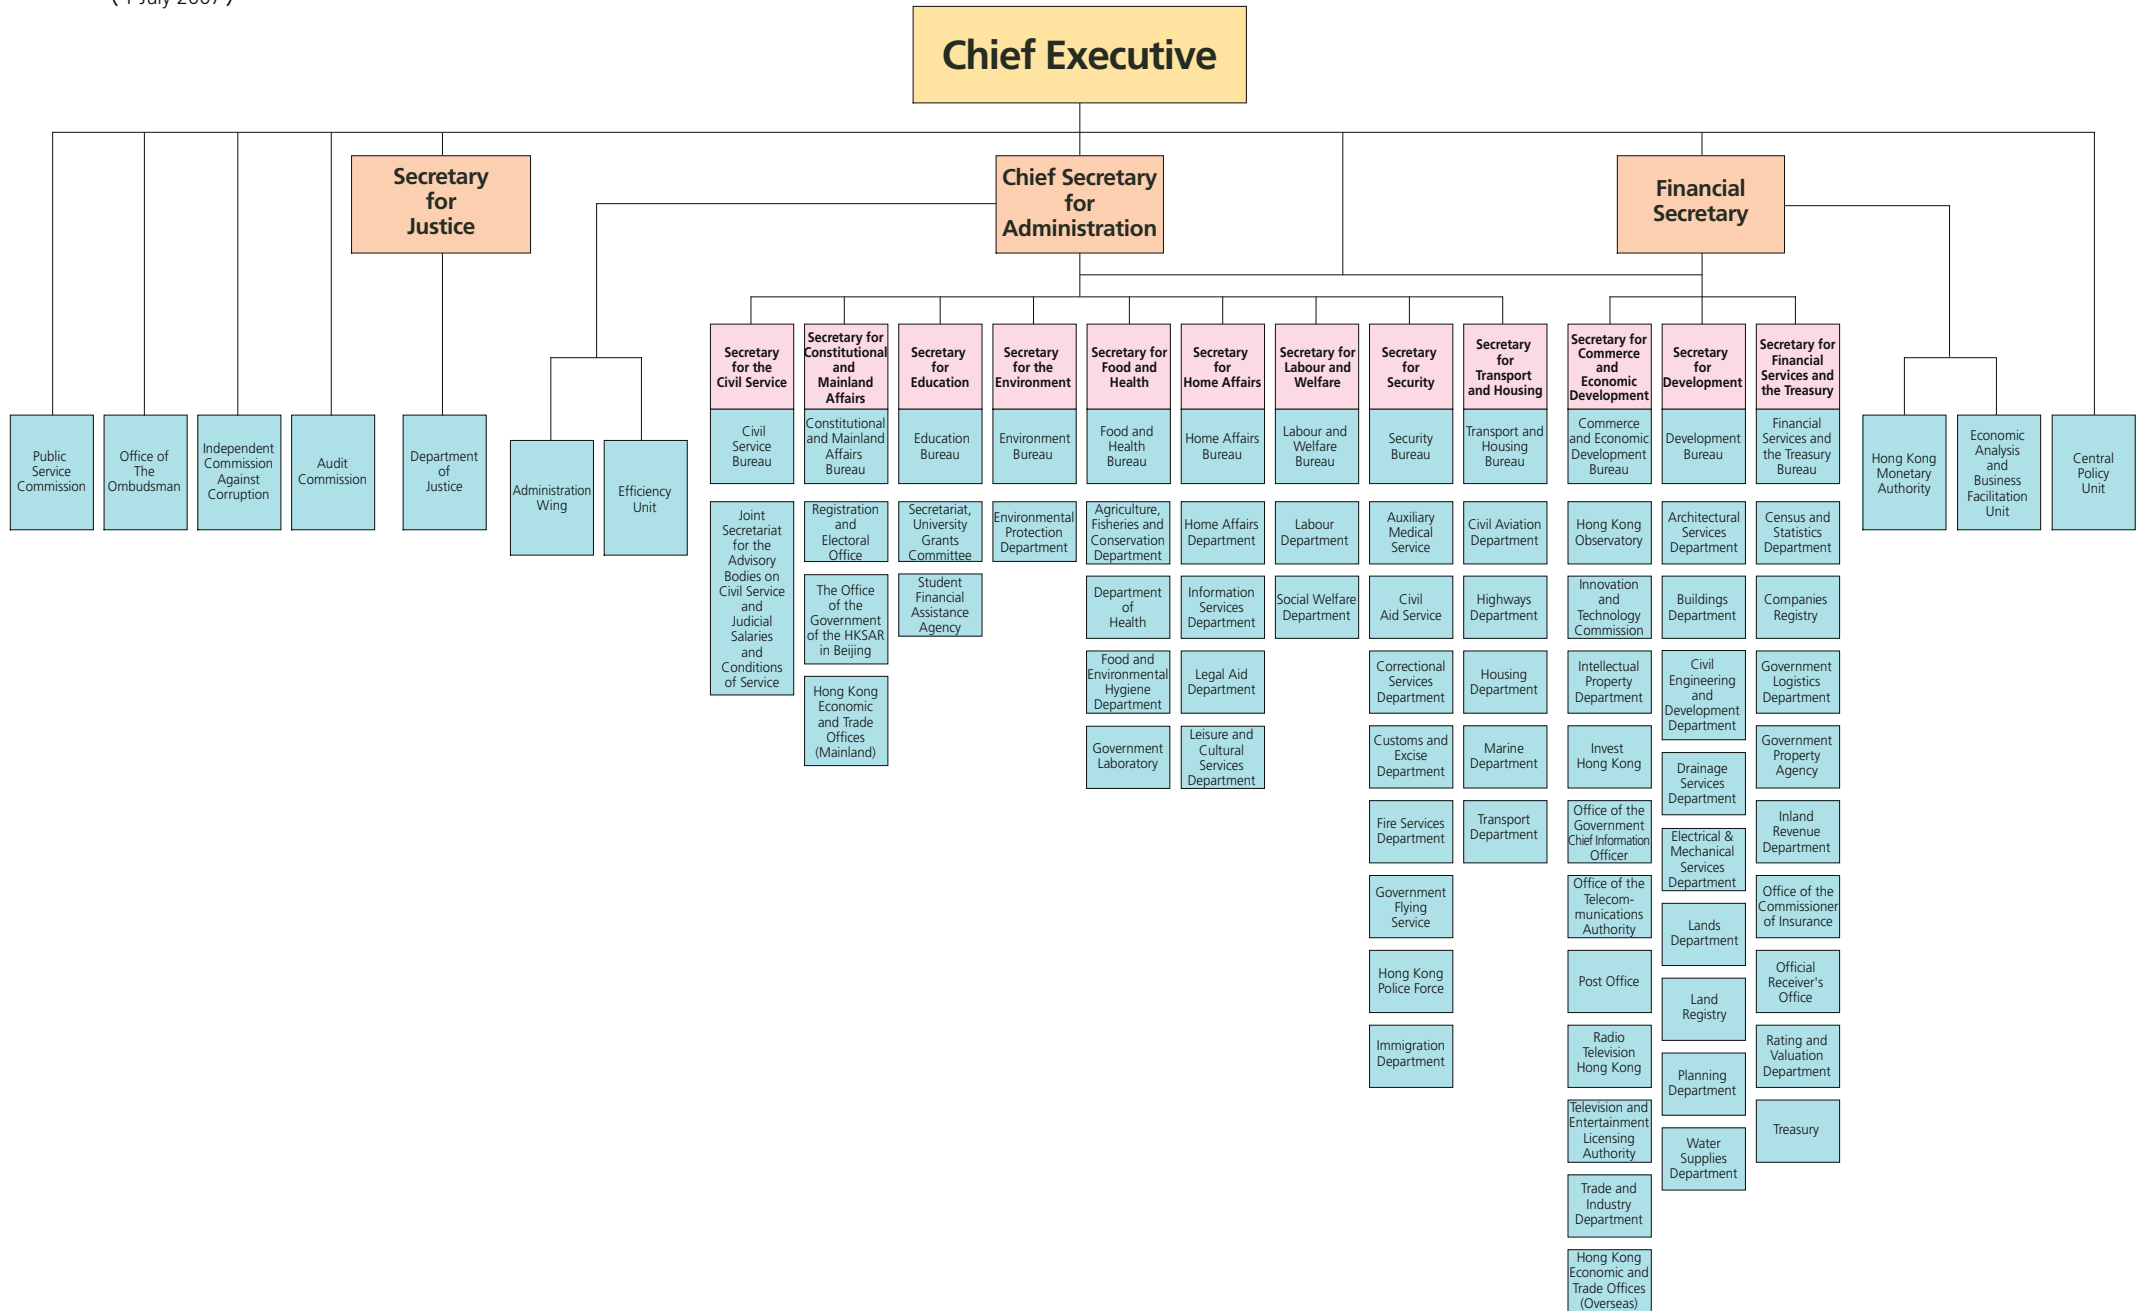 ( 1 July 2007 )
Chief Executive
Secretary
for
Justice
Chief Secretary
for
Administration
Financial
Secretary
Public
Service
Commission
Office of
The
Ombudsman
Independent
Commission
Against
Corruption
Audit
Commission
Department
of
Justice
Administration
Wing
Efficiency
Unit
Secretary
for the
Civil Service
Civil
Service
Bureau
Joint
Secretariat
for the
Advisory
Bodies on
Civil Service
and
Judicial
Salaries
and
Conditions
of Service
Secretary for
Constitutional
and
Mainland
Affairs
Constitutional
and Mainland
Affairs
Bureau
Registration
and
Electoral
Office
The Office
of the
Government
of the HKSAR
in Beijing
Hong Kong
Economic
and Trade
Offices
(Mainland)
Secretary
for
Education
Education
Bureau
Secretariat,
University
Grants
Committee
Student
Financial
Assistance
Agency
Secretary
for the
Environment
Environment
Bureau
Environmental
Protection
Department
Secretary for
Food and
Health
Food and
Health
Bureau
Agriculture,
Fisheries and
Conservation
Department
Department
of
Health
Food and
Environmental
Hygiene
Department
Government
Laboratory
Secretary
for
Home Affairs
Home Affairs
Bureau
Home Affairs
Department
Information
Services
Department
Legal Aid
Department
Leisure and
Cultural
Services
Department
Secretary for
Labour and
Welfare
Labour and
Welfare
Bureau
Labour
Department
Social Welfare
Department
Secretary
for
Security
Security
Bureau
Auxiliary
Medical
Service
Civil
Aid Service
Correctional
Services
Department
Customs and
Excise
Department
Fire Services
Department
Government
Flying
Service
Hong Kong
Police Force
Immigration
Department
Secretary
for
Transport
and Housing
Transport and
Housing
Bureau
Civil Aviation
Department
Highways
Department
Housing
Department
Marine
Department
Transport
Department
Secretary for
Commerce
and
Economic
Development
Commerce
and Economic
Development
Bureau
Hong Kong
Observatory
Innovation
and
Technology
Commission
Intellectual
Property
Department
Invest
Hong Kong
Office of the
Government
Chief Information
Officer
Office of the
Telecom-
munications
Authority
Post Office
Radio
Television
Hong Kong
Television and
Entertainment
Licensing
Authority
Trade and
Industry
Department
Hong Kong
Economic and
Trade Offices
(Overseas)
Secretary
for
Development
Development
Bureau
Architectural
Services
Department
Buildings
Department
Civil
Engineering
and
Development
Department
Drainage
Services
Department
Electrical &
Mechanical
Services
Department
Lands
Department
Land
Registry
Planning
Department
Water
Supplies
Department
Secretary for
Financial
Services and
the Treasury
Financial
Services and
the Treasury
Bureau
Census and
Statistics
Department
Companies
Registry
Government
Logistics
Department
Government
Property
Agency
Inland
Revenue
Department
Office of the
Commissioner
of Insurance
Official
Receiver's
Office
Rating and
Valuation
Department
Treasury
Hong Kong
Monetary
Authority
Economic
Analysis
and
Business
Facilitation
Unit
Central
Policy
Unit